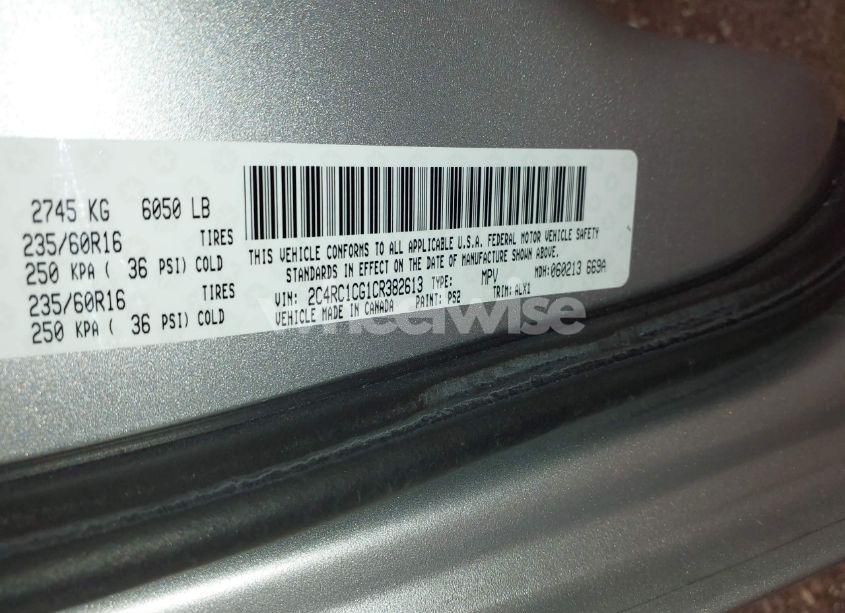 2745 KG 6050 LB
235/60R16 TIRES
250 KPA ( 36 PSI) COLD
235/60R16 TIRES
250 KPA ( 36 PSI) COLD
THIS VEHICLE CONFORMS TO ALL APPLICABLE U.S.A. FEDERAL MOTOR VEHICLE SAFETY
STANDARDS IN EFFECT ON THE DATE OF MANUFACTURE SHOWN ABOVE.
VIN: 2C4RC1CG1CR382613 TYPE: MPV MDH:060213 669A
VEHICLE MADE IN CANADA PAINT: PS2 TRIM: ALX1
wheelwise